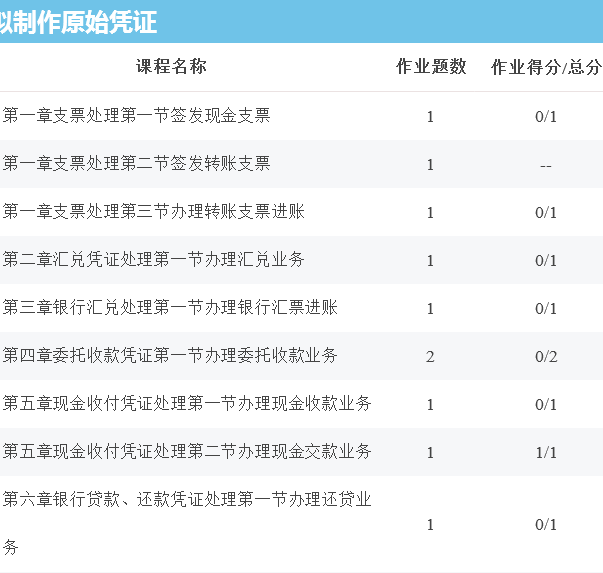 拟制作原始凭证
课程名称 作业题数 作业得分/总分
第一章支票处理第一节签发现金支票 1 0/1
第一章支票处理第二节签发转账支票 1 --
第一章支票处理第三节办理转账支票进账 1 0/1
第二章汇兑凭证处理第一节办理汇兑业务 1 0/1
第三章银行汇兑处理第一节办理银行汇票进账 1 0/1
第四章委托收款凭证第一节办理委托收款业务 2 0/2
第五章现金收付凭证处理第一节办理现金收款业务 1 0/1
第五章现金收付凭证处理第二节办理现金交款业务 1 1/1
第六章银行贷款、还款凭证处理第一节办理还贷业
务 1 0/1